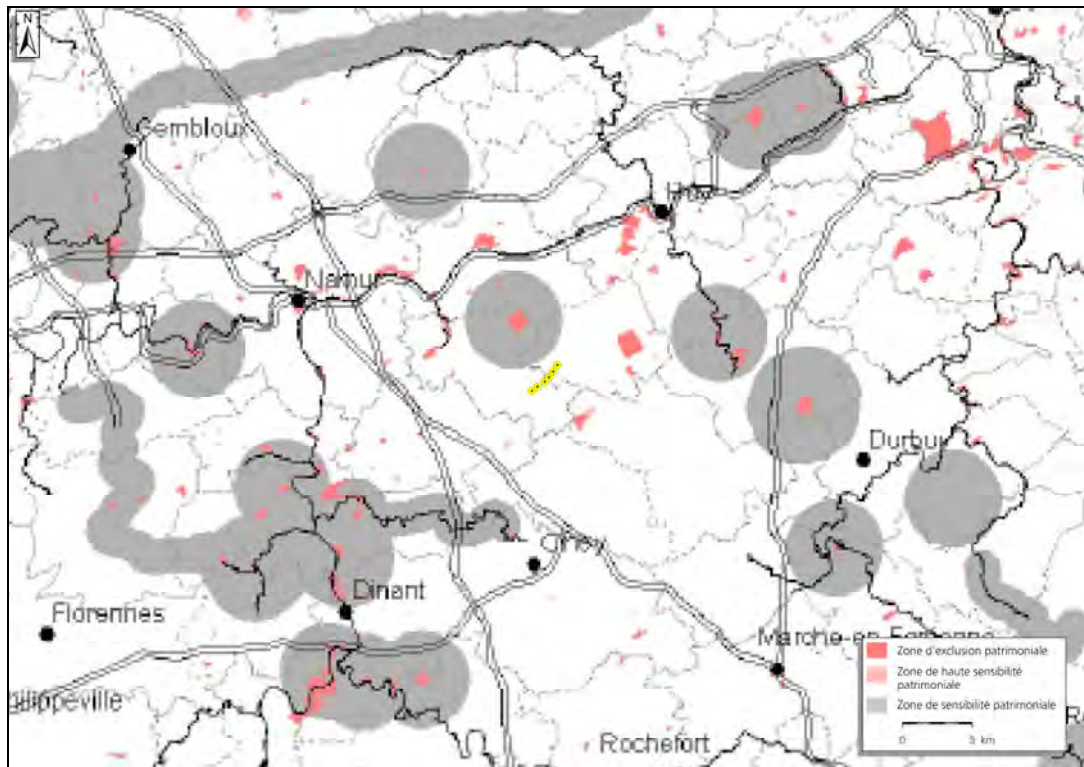 N
Gembloux
Huy
Namur
Durbuy
Ciney
Dinant
Florennes
Marche-en-Famenne
Zone d'exclusion patrimoniale
Zone de haute sensibilité
patrimoniale
Zone de sensibilité patrimoniale
0 5 km
Rochefort